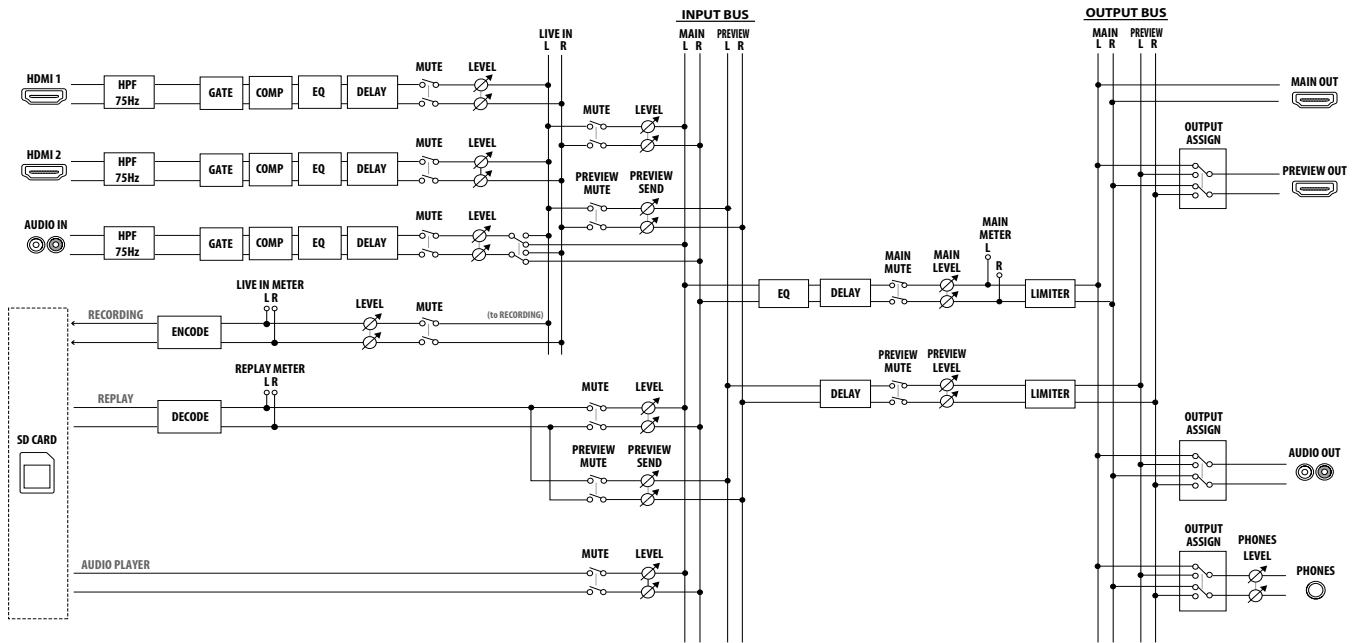 INPUT BUS
OUTPUT BUS
LIVE IN
L R
MAIN PREVIEW
L R L R
MAIN PREVIEW
L R L R
HDMI 1
HPF
75Hz
GATE
COMP
EQ
DELAY
MUTE
LEVEL
MAIN OUT
MUTE
LEVEL
OUTPUT
ASSIGN
HDMI 2
HPF
75Hz
GATE
COMP
EQ
DELAY
MUTE
LEVEL
PREVIEW
MUTE
PREVIEW
SEND
PREVIEW OUT
AUDIO IN
HPF
75Hz
GATE
COMP
EQ
DELAY
MUTE
LEVEL
MAIN
METER
L
R
MAIN
MUTE
MAIN
LEVEL
EQ
DELAY
LIMITER
LIVE IN METER
L R
LEVEL
MUTE
(to RECORDING)
RECORDING
ENCODE
PREVIEW
MUTE
PREVIEW
LEVEL
DELAY
LIMITER
REPLAY METER
L R
MUTE
LEVEL
REPLAY
DECODE
SD CARD
PREVIEW
MUTE
PREVIEW
SEND
OUTPUT
ASSIGN
AUDIO OUT
AUDIO PLAYER
MUTE
LEVEL
OUTPUT
ASSIGN
PHONES
LEVEL
PHONES